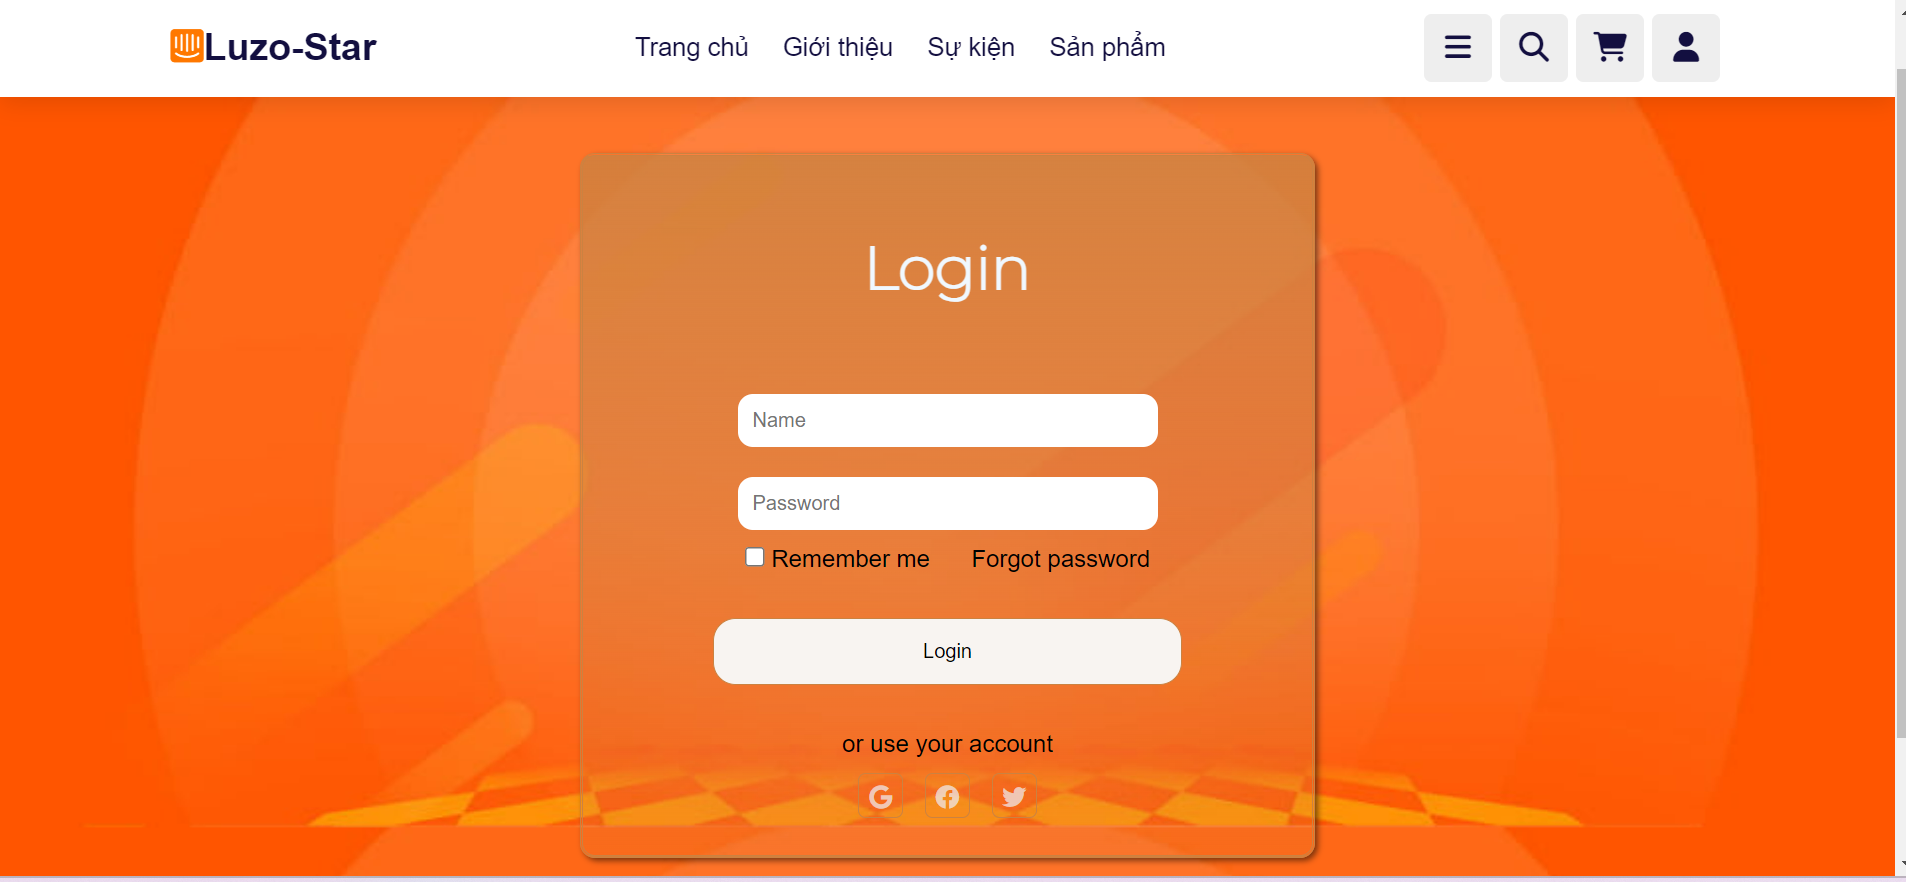 Luzo-Star
Trang chủ Giới thiệu Sự kiện Sản phẩm
Login
Name
Password
Remember me Forgot password
Login
or use your account